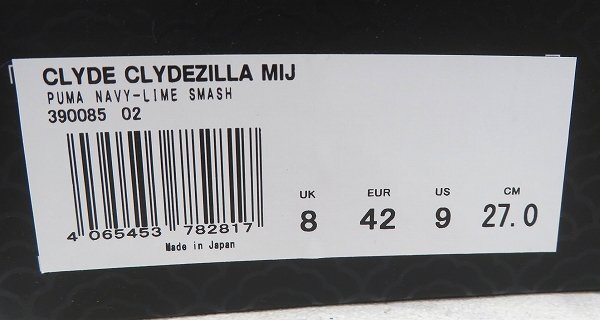 CLYDE CLYDEZILLA MIJ
PUMA NAVY-LIME SMASH
390085 02
UK EUR US CM
8 42 9 27.0
4 065453 782817
Made in Japan